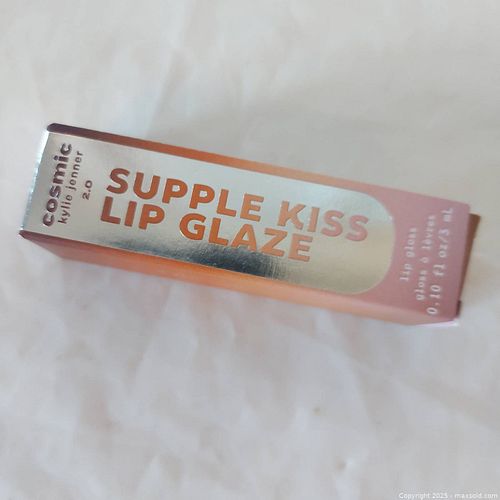 cosmic
kylie jenner
2.0
SUPPLE KISS
LIP GLAZE
lip gloss
gloss à lèvres
0.10 fl oz/3 mL
Copyright 2025 - maxsold.com